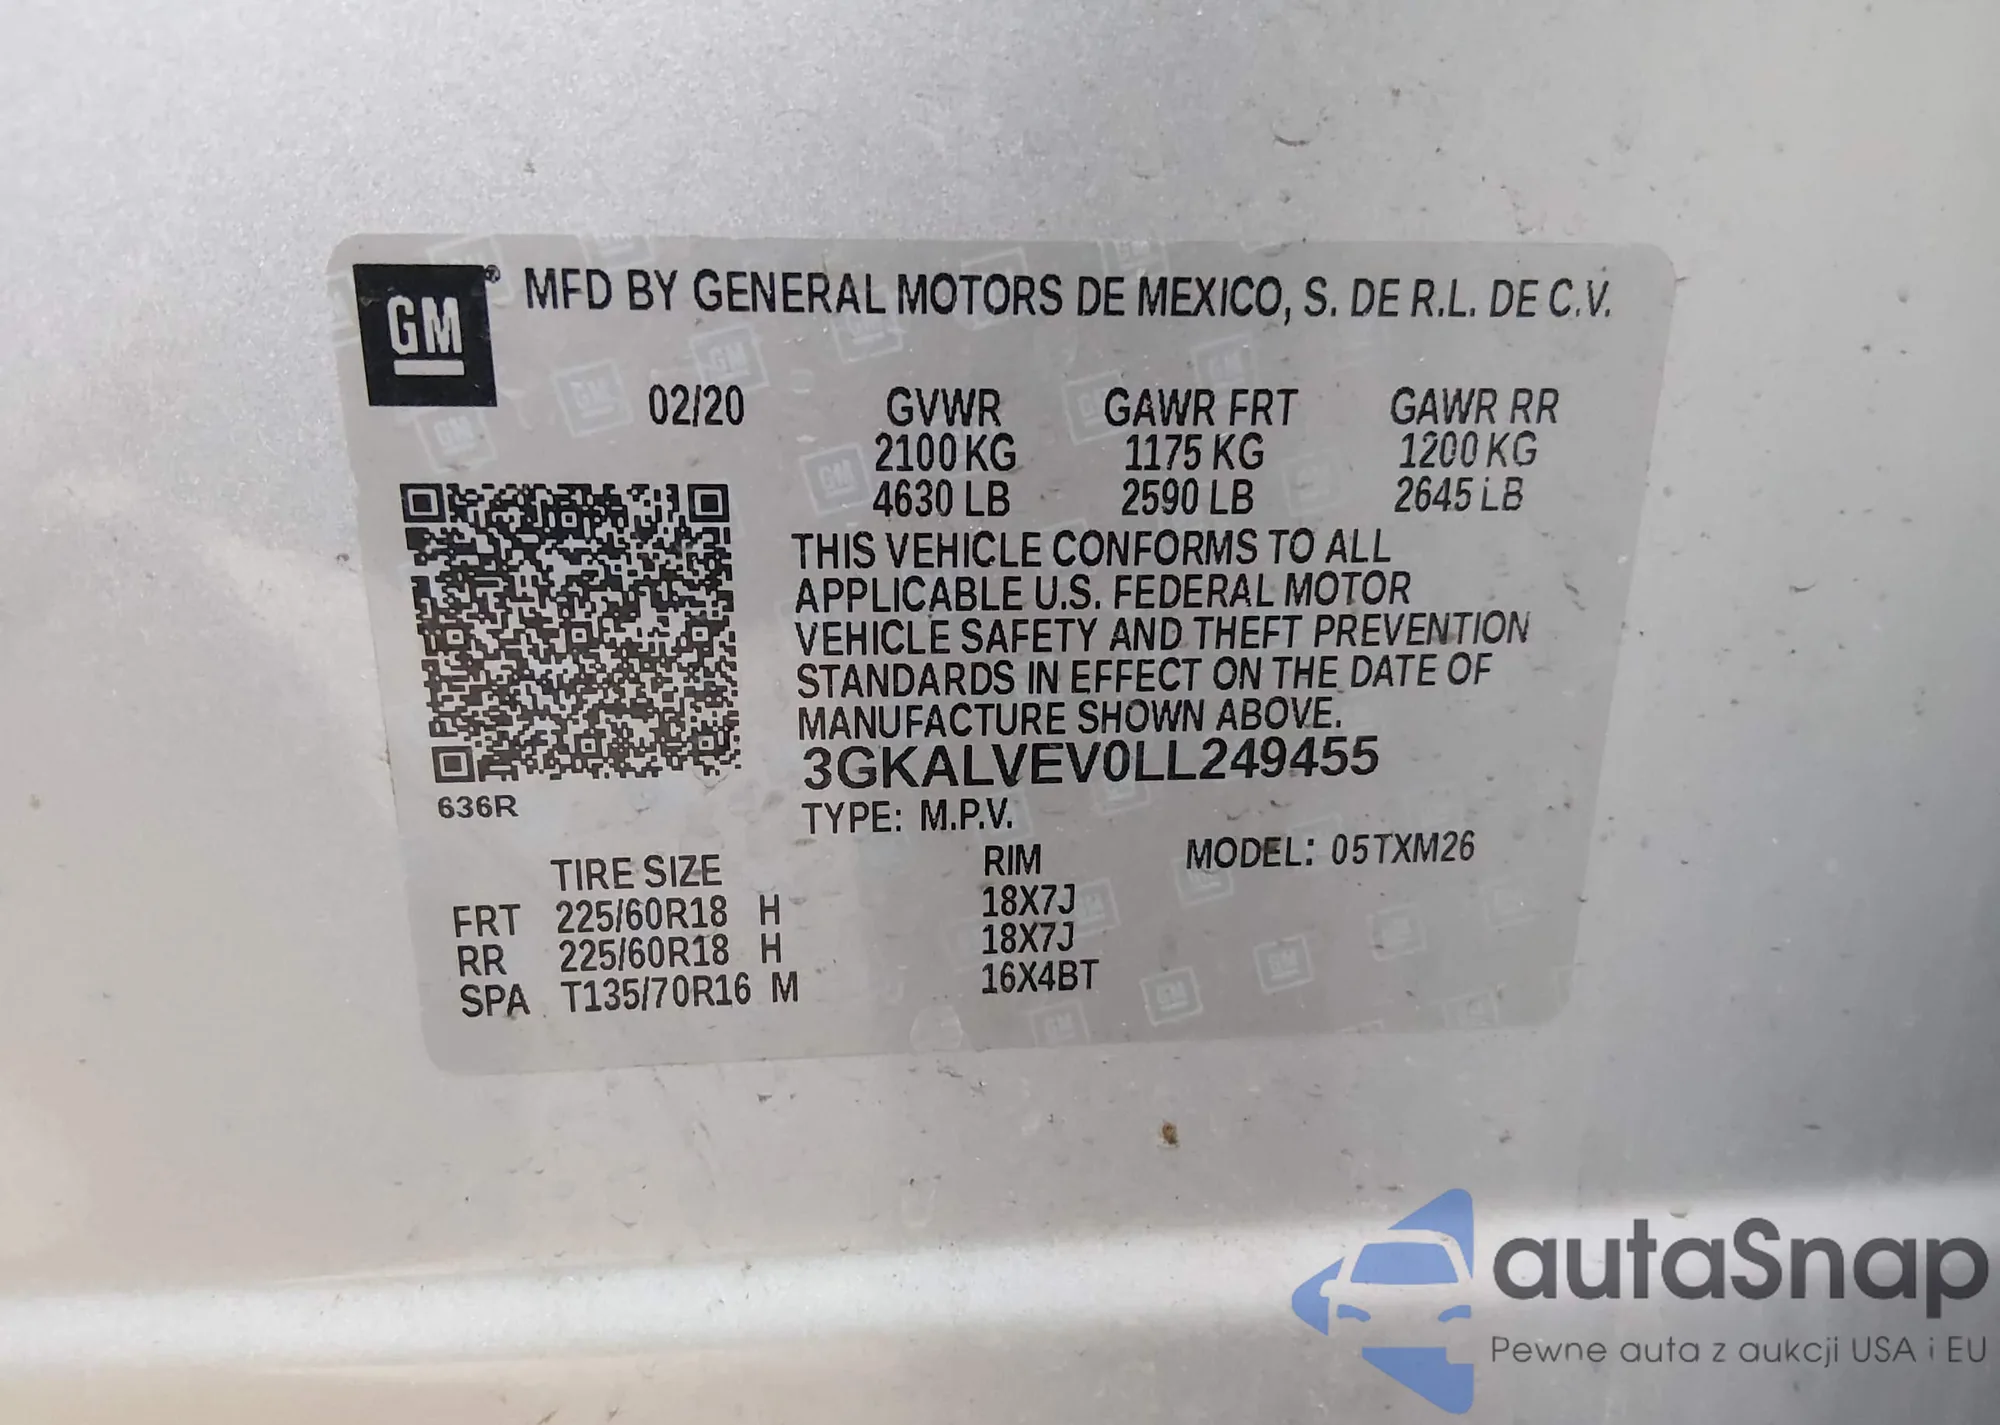 GM ® MFD BY GENERAL MOTORS DE MEXICO, S. DE R.L. DE C.V.
02/20 GVWR GAWR FRT GAWR RR
2100 KG 1175 KG 1200 KG
4630 LB 2590 LB 2645 LB
THIS VEHICLE CONFORMS TO ALL
APPLICABLE U.S. FEDERAL MOTOR
VEHICLE SAFETY AND THEFT PREVENTION
STANDARDS IN EFFECT ON THE DATE OF
MANUFACTURE SHOWN ABOVE.
3GKALVEV0LL249455
636R
TYPE: M.P.V.
MODEL: 05TXM26
TIRE SIZE RIM
FRT 225/60R18 H 18X7J
RR 225/60R18 H 18X7J
SPA T135/70R16 M 16X4BT
autaSnap
Pewne auta z aukcji USA i EU